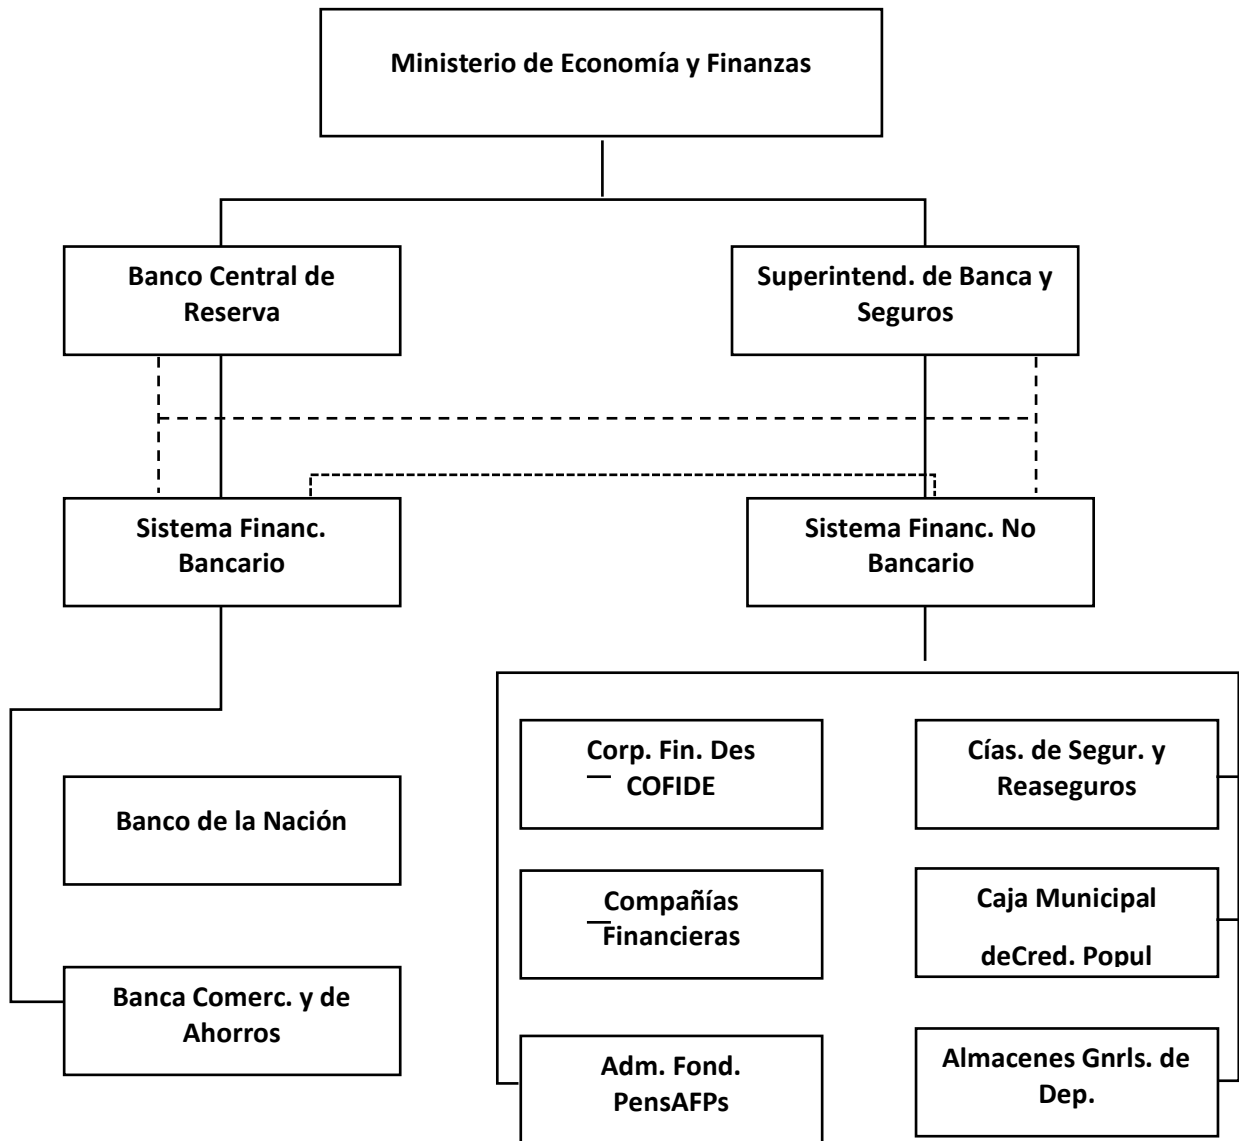 Ministerio de Economía y Finanzas
Banco Central de
Reserva
Superintend. de Banca y
Seguros
Sistema Financ.
Bancario
Sistema Financ. No
Bancario
Corp. Fin. Des
COFIDE
Cías. de Segur. y
Reaseguros
Banco de la Nación
Compañías
Financieras
Caja Municipal
deCred. Popul
Banca Comerc. y de
Ahorros
Adm. Fond.
PensAFPs
Almacenes Gnrls. de
Dep.